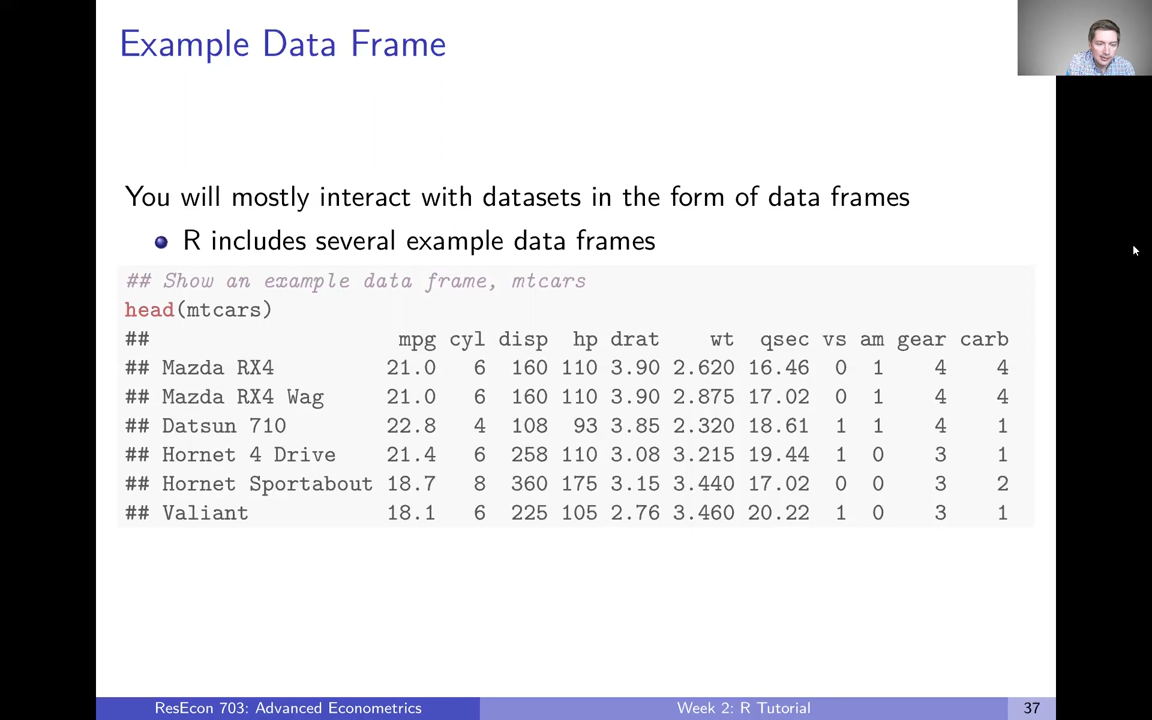 Example Data Frame
You will mostly interact with datasets in the form of data frames
R includes several example data frames
## Show an example data frame, mtcars
head(mtcars)
## mpg cyl disp hp drat wt qsec vs am gear carb
## Mazda RX4 21.0 6 160 110 3.90 2.620 16.46 0 1 4 4
## Mazda RX4 Wag 21.0 6 160 110 3.90 2.875 17.02 0 1 4 4
## Datsun 710 22.8 4 108 93 3.85 2.320 18.61 1 1 4 1
## Hornet 4 Drive 21.4 6 258 110 3.08 3.215 19.44 1 0 3 1
## Hornet Sportabout 18.7 8 360 175 3.15 3.440 17.02 0 0 3 2
## Valiant 18.1 6 225 105 2.76 3.460 20.22 1 0 3 1
ResEcon 703: Advanced Econometrics Week 2: R Tutorial 37